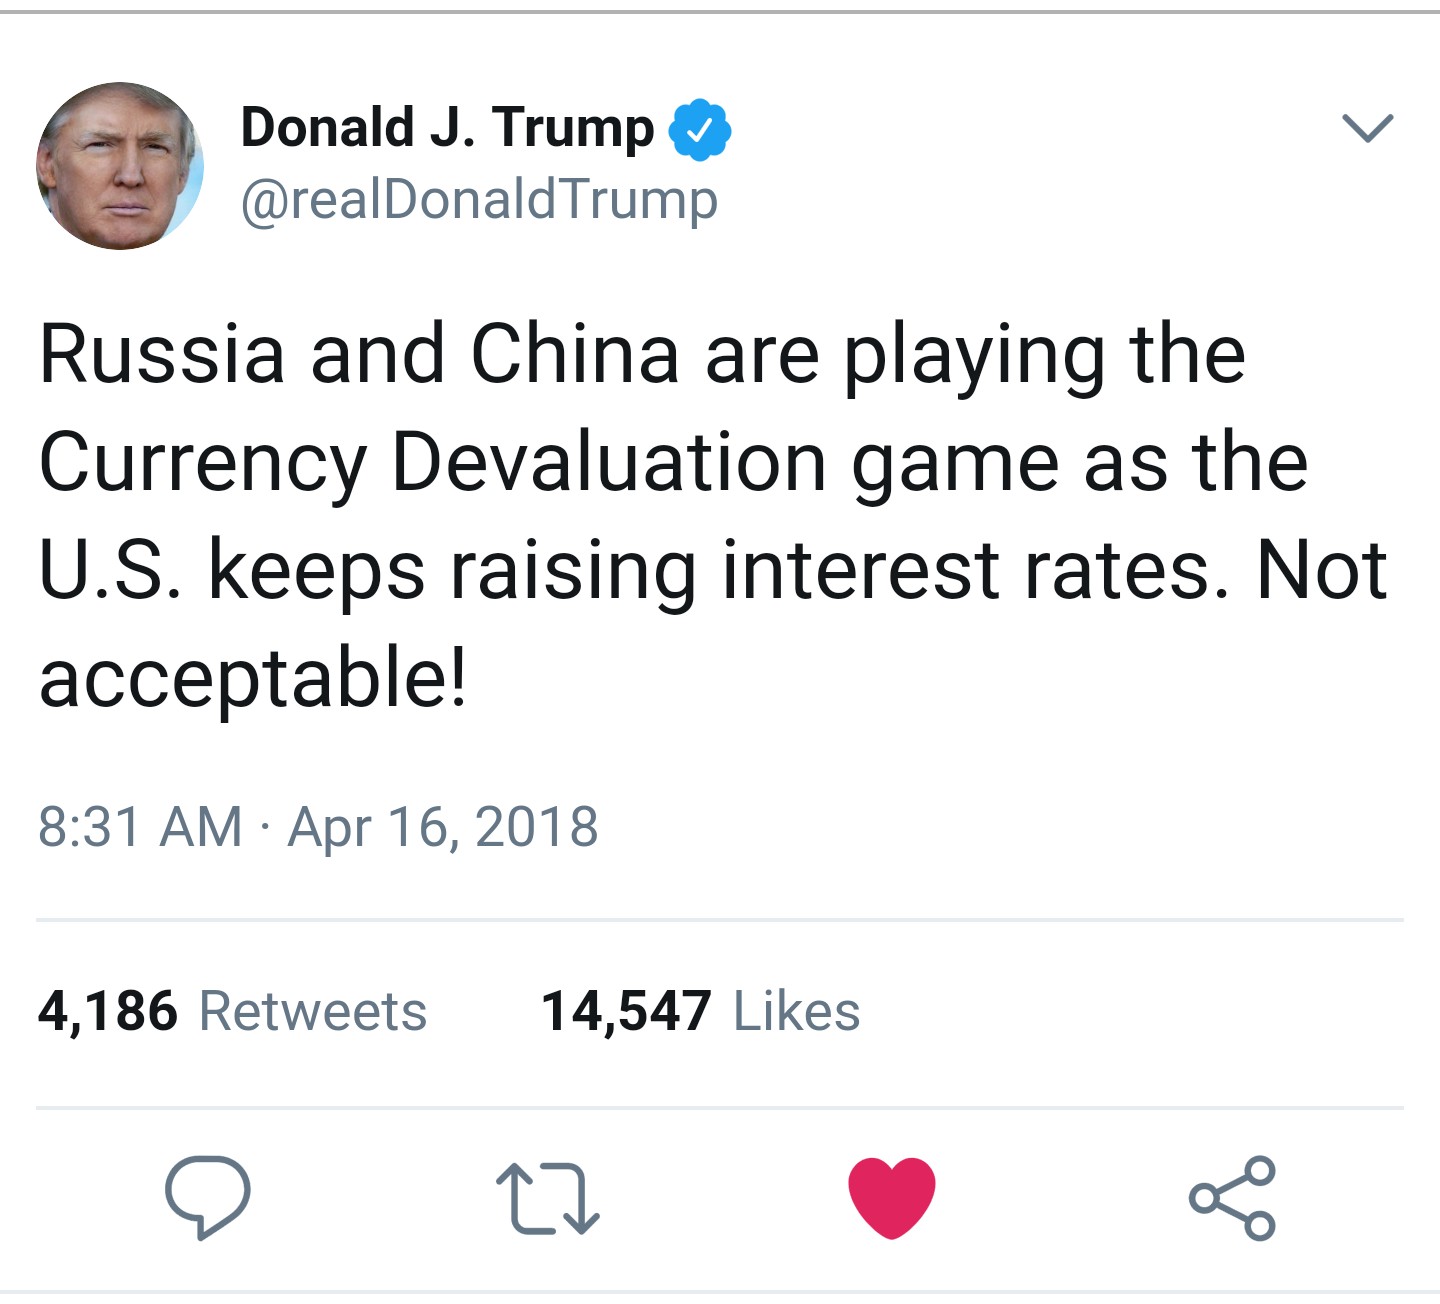 Donald J. Trump
@realDonaldTrump
Russia and China are playing the
Currency Devaluation game as the
U.S. keeps raising interest rates. Not
acceptable!
8:31 AM · Apr 16, 2018
4,186 Retweets 14,547 Likes